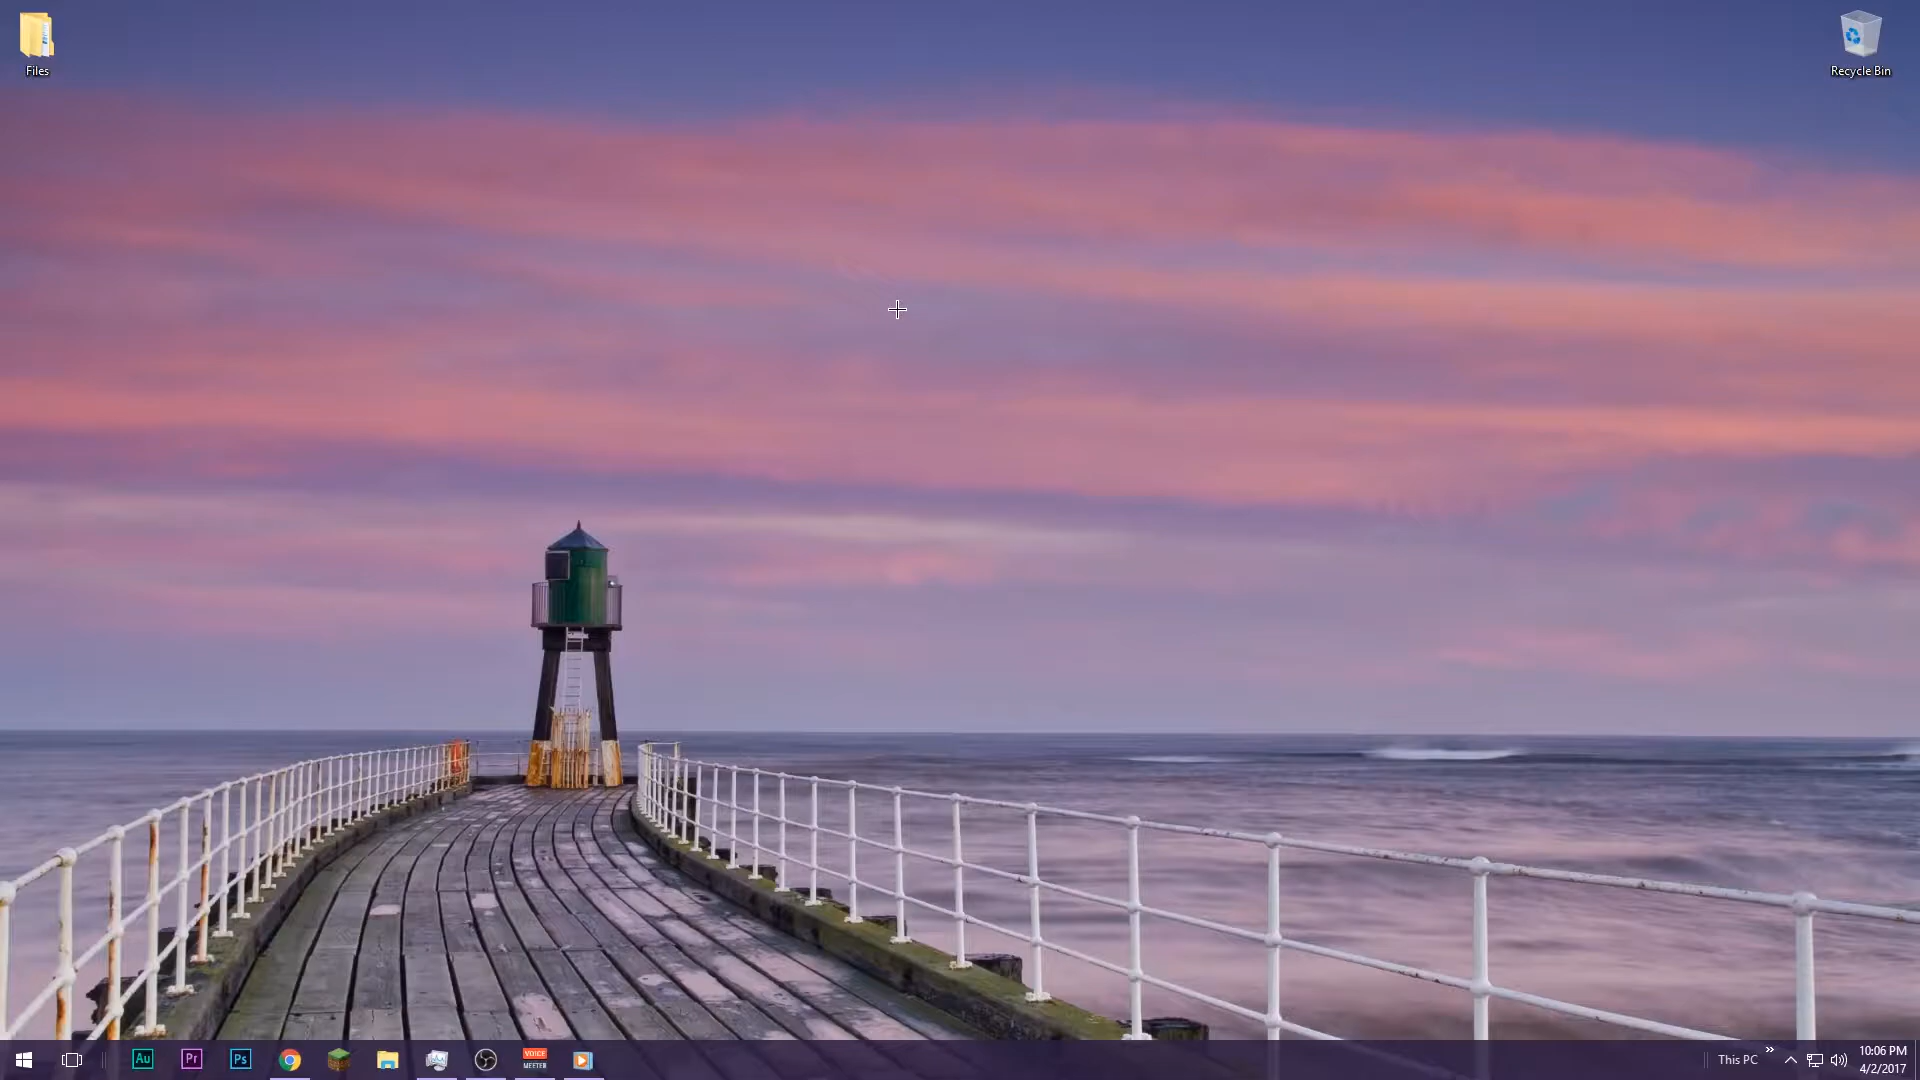 Files
Recycle Bin
Au
Pr
Ps
VOICE
MEETER
This PC
10:06 PM
4/2/2017